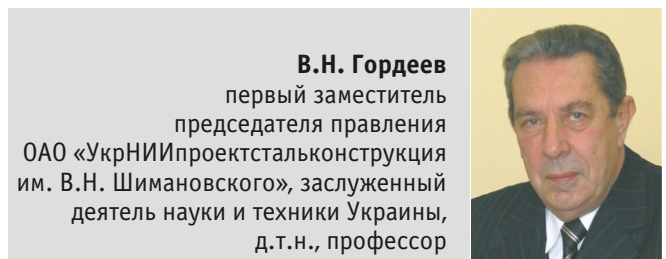 В.Н. Гордеев
первый заместитель
председателя правления
ОАО «УкрНИИпроектстальконструкция
им. В.Н. Шимановского», заслуженный
деятель науки и техники Украины,
д.т.н., профессор